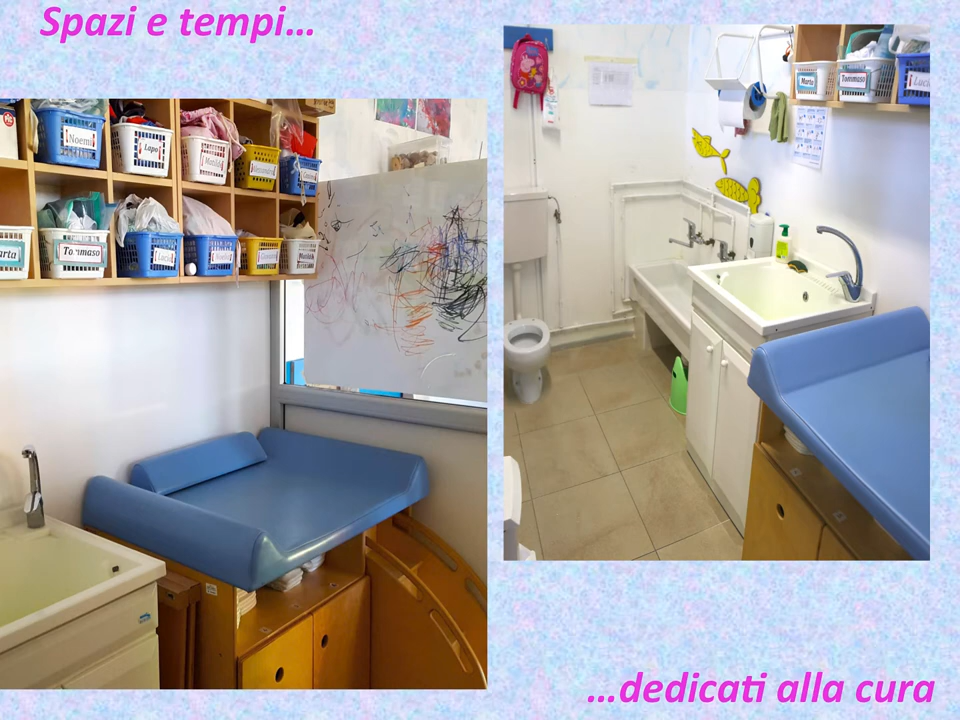 Spazi e tempi...
Noemi
Lapo
Matilde
Marta
Tommaso
Lucia
Marta
Tommaso
Lucia
...dedicati alla cura